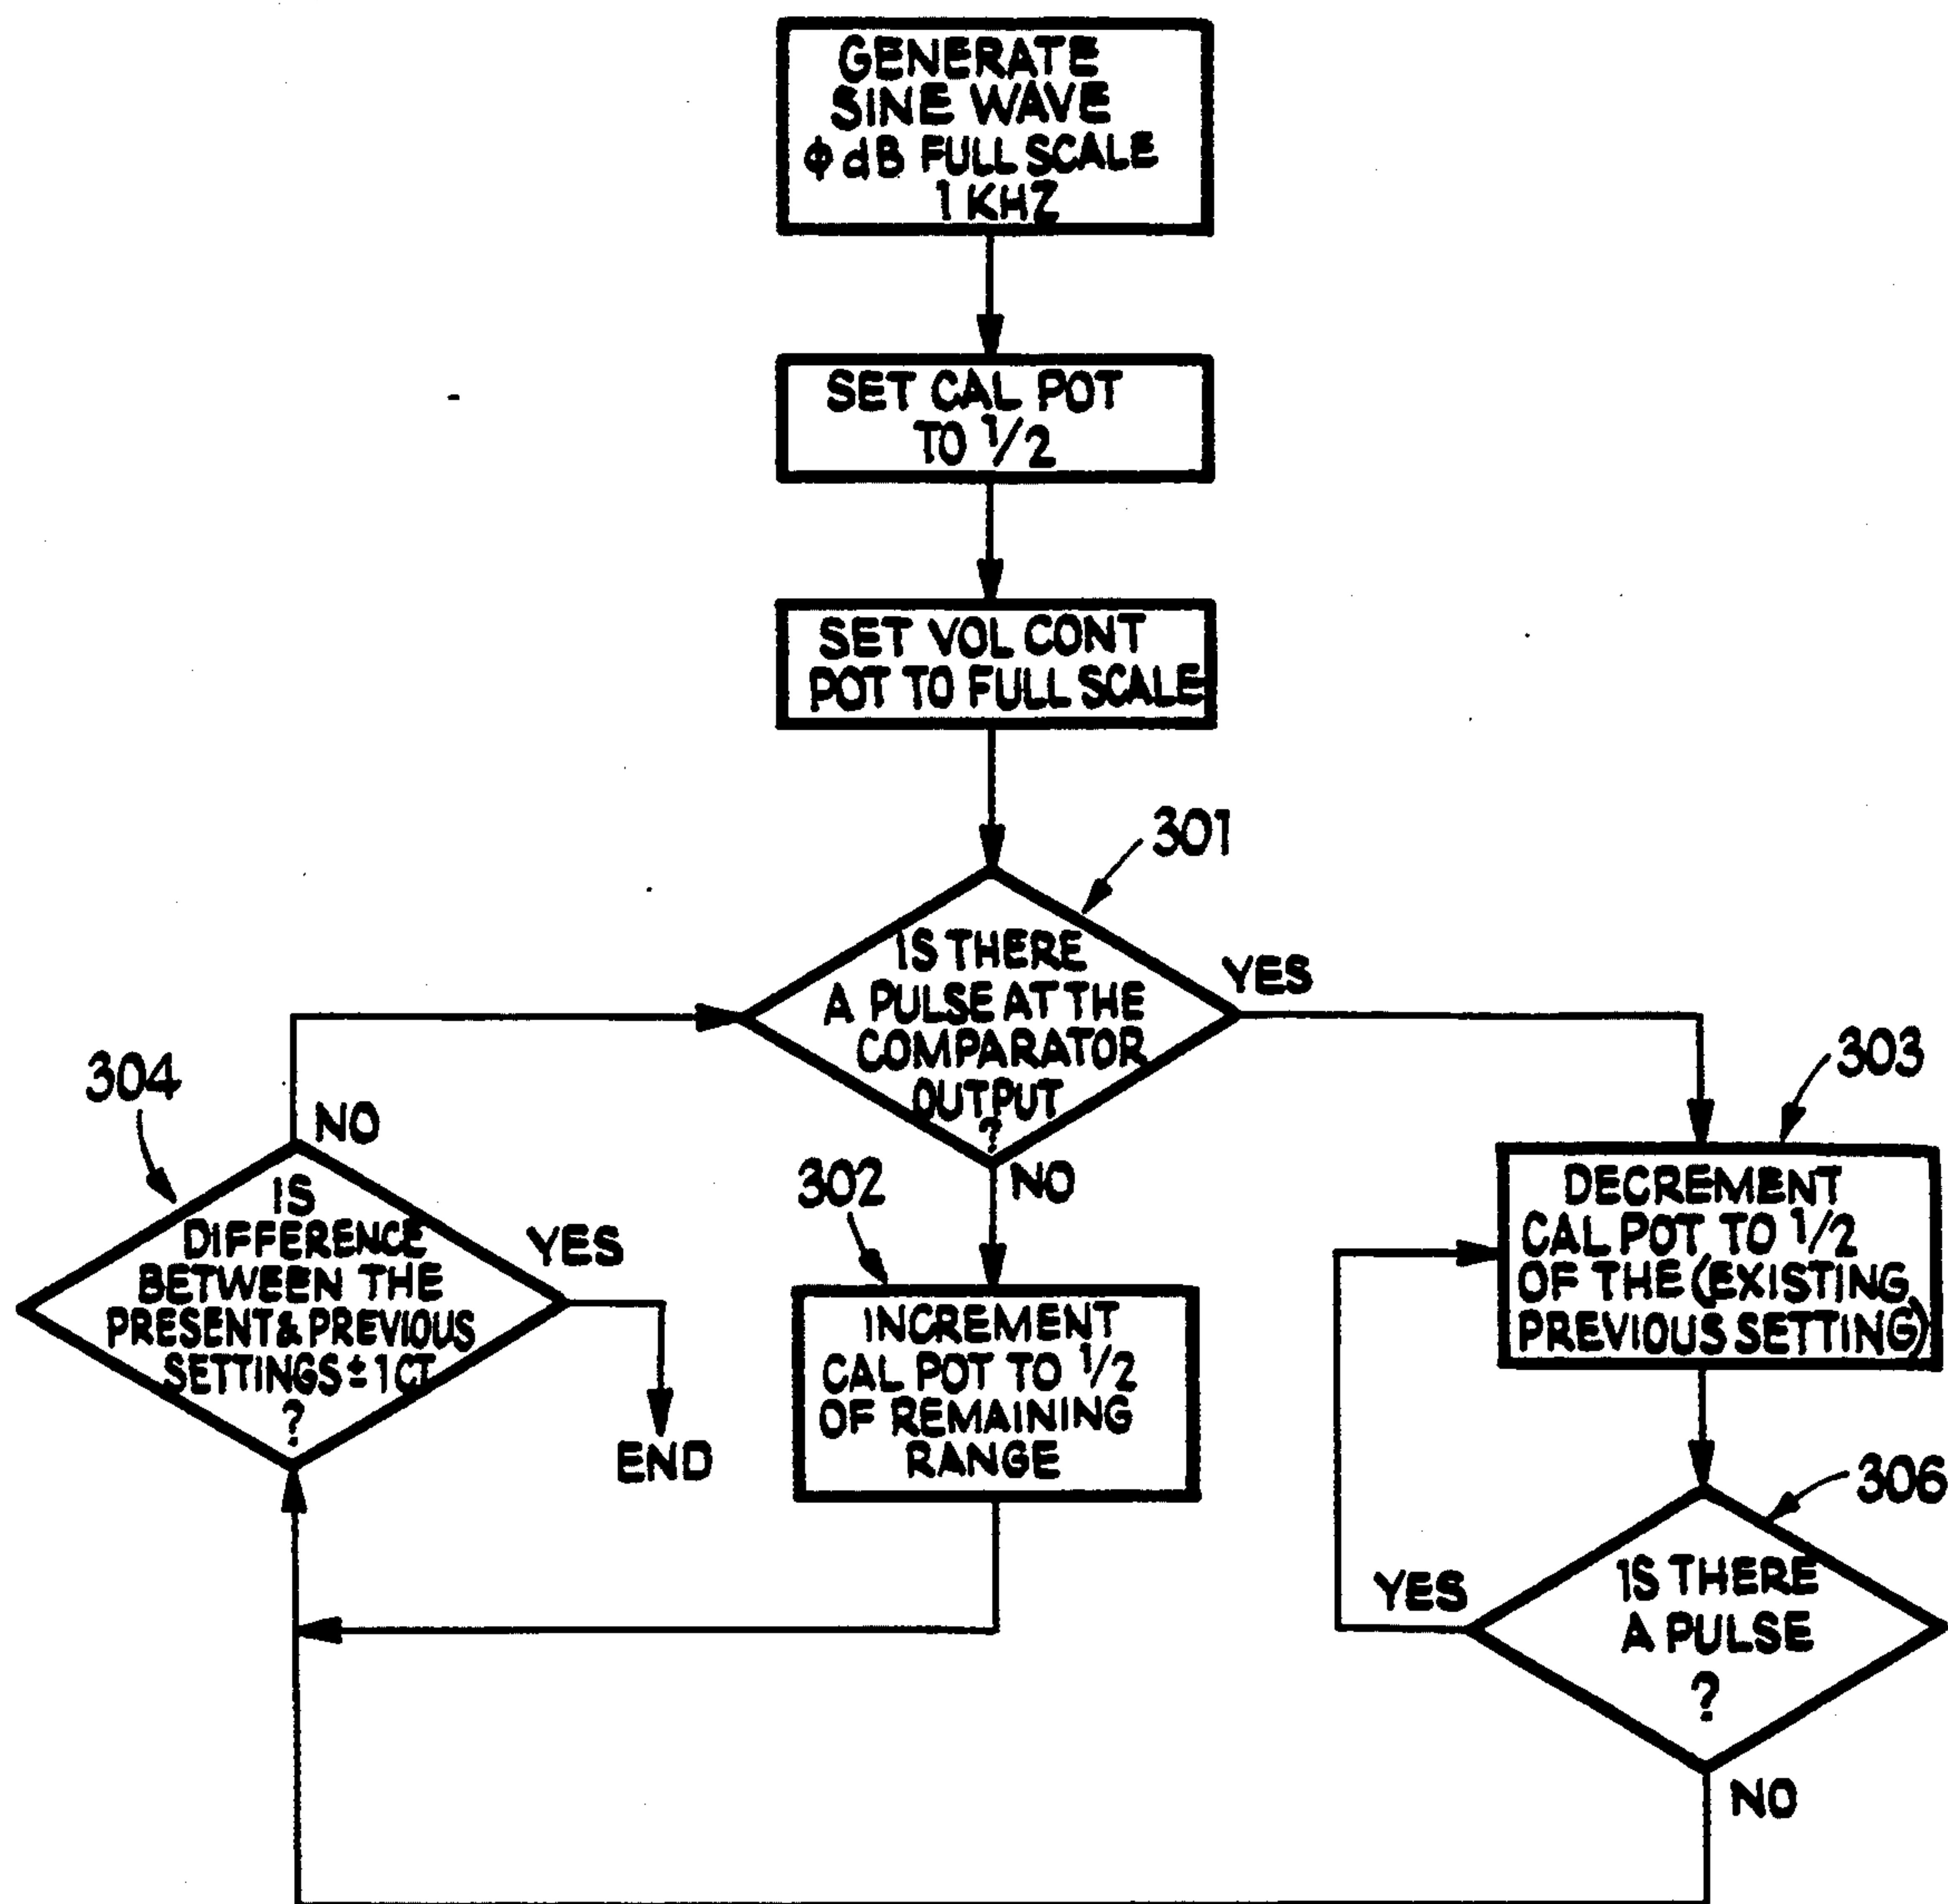 GENERATE
SINE WAVE
ϕ dB FULL SCALE
1 KHZ
SET CAL POT
TO 1/2
SET VOL CONT
POT TO FULL SCALE
301
IS THERE
A PULSE AT THE
COMPARATOR
OUTPUT
?
YES
NO
303
DECREMENT
CAL POT TO 1/2
OF THE (EXISTING
PREVIOUS SETTING)
304
NO
IS
DIFFERENCE
BETWEEN THE
PRESENT & PREVIOUS
SETTINGS ± 1 CT
?
YES
END
302
INCREMENT
CAL POT TO 1/2
OF REMAINING
RANGE
306
IS THERE
A PULSE
?
YES
NO